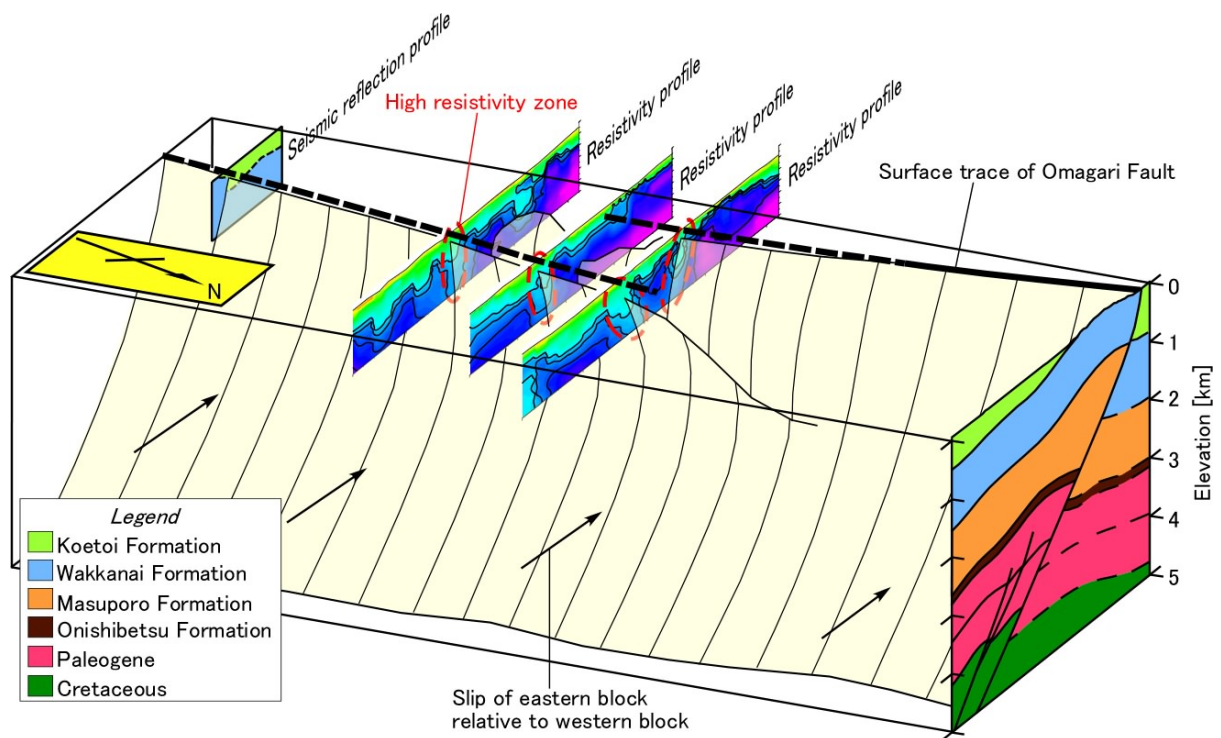 Seismic reflection profile
High resistivity zone
Resistivity profile
Resistivity profile
Resistivity profile
Surface trace of Omagari Fault
N
0
1
2
3
4
5
Elevation [km]
Legend
Koetoi Formation
Wakkanai Formation
Masuporo Formation
Onishibetsu Formation
Paleogene
Cretaceous
Slip of eastern block
relative to western block